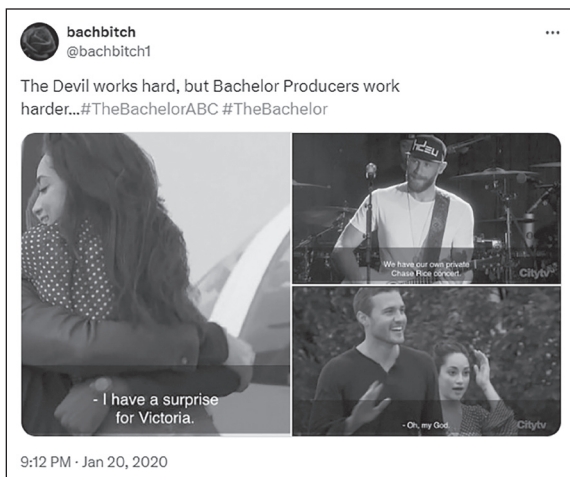 bachbitch
@bachbitch1
The Devil works hard, but Bachelor Producers work
harder...#TheBachelorABC #TheBachelor
- I have a surprise
for Victoria.
We have our own private
Chase Rice concert.
Citytv
- Oh, my God.
Citytv
9:12 PM · Jan 20, 2020